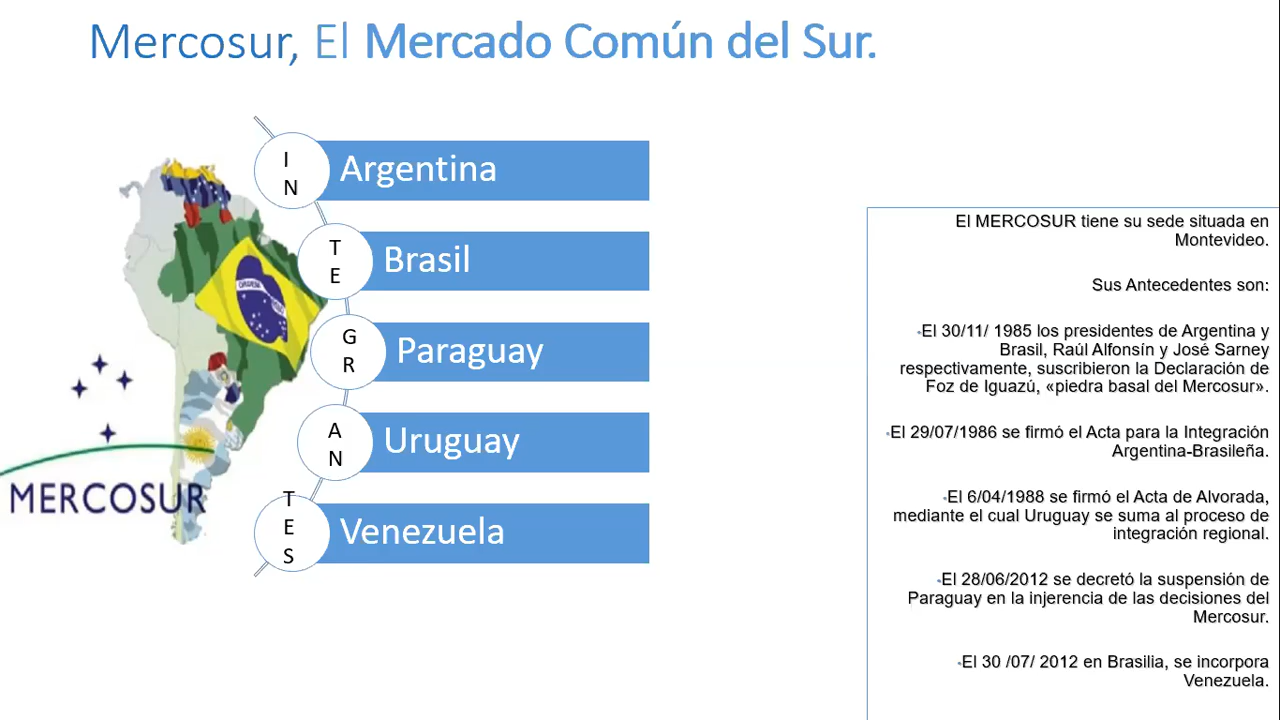 Mercosur, El Mercado Común del Sur.
I
N
Argentina
T
E
Brasil
G
R
Paraguay
A
N
Uruguay
T
E
S
Venezuela
MERCOSUR
El MERCOSUR tiene su sede situada en
Montevideo.
Sus Antecedentes son:
•El 30/11/ 1985 los presidentes de Argentina y
Brasil, Raúl Alfonsín y José Sarney
respectivamente, suscribieron la Declaración de
Foz de Iguazú, «piedra basal del Mercosur».
•El 29/07/1986 se firmó el Acta para la Integración
Argentina-Brasileña.
•El 6/04/1988 se firmó el Acta de Alvorada,
mediante el cual Uruguay se suma al proceso de
integración regional.
•El 28/06/2012 se decretó la suspensión de
Paraguay en la injerencia de las decisiones del
Mercosur.
•El 30 /07/ 2012 en Brasilia, se incorpora
Venezuela.